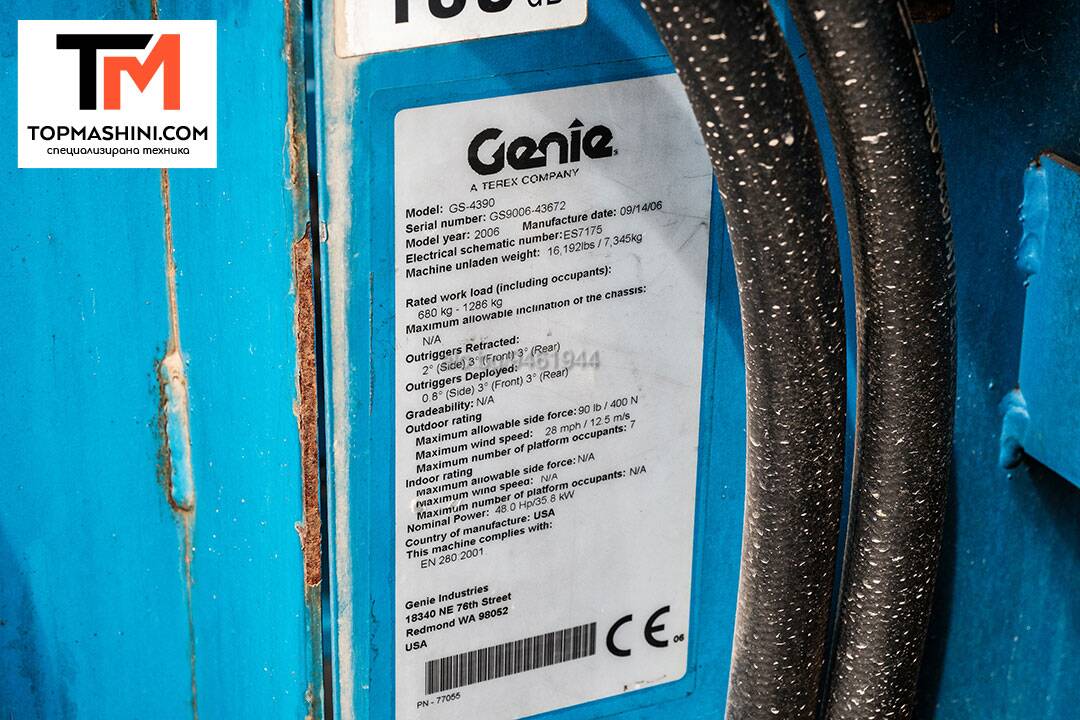 TM
TOPMASHINI.COM
специализирана техника
Genie
A TEREX COMPANY
Model: GS-4390
Serial number: GS9006-43672
Model year: 2006 Manufacture date: 09/14/06
Electrical schematic number: ES7175
Machine unladen weight: 16,192lbs / 7,345kg
Rated work load (including occupants):
680 kg - 1286 kg
Maximum allowable inclination of the chassis:
N/A
Outriggers Retracted:
2° (Side) 3° (Front) 3° (Rear)
Outriggers Deployed:
0.8° (Side) 3° (Front) 3° (Rear)
Gradeability: N/A
Outdoor rating
Maximum allowable side force: 90 lb / 400 N
Maximum wind speed: 28 mph / 12.5 m/s
Maximum number of platform occupants: 7
Indoor rating
Maximum allowable side force: N/A
Maximum wind speed: N/A
Maximum number of platform occupants: N/A
Nominal Power: 48.0 Hp/35.8 kW
Country of manufacture: USA
This machine complies with:
EN 280:2001
Genie Industries
18340 NE 76th Street
Redmond WA 98052
USA
CE 06
PN - 77055